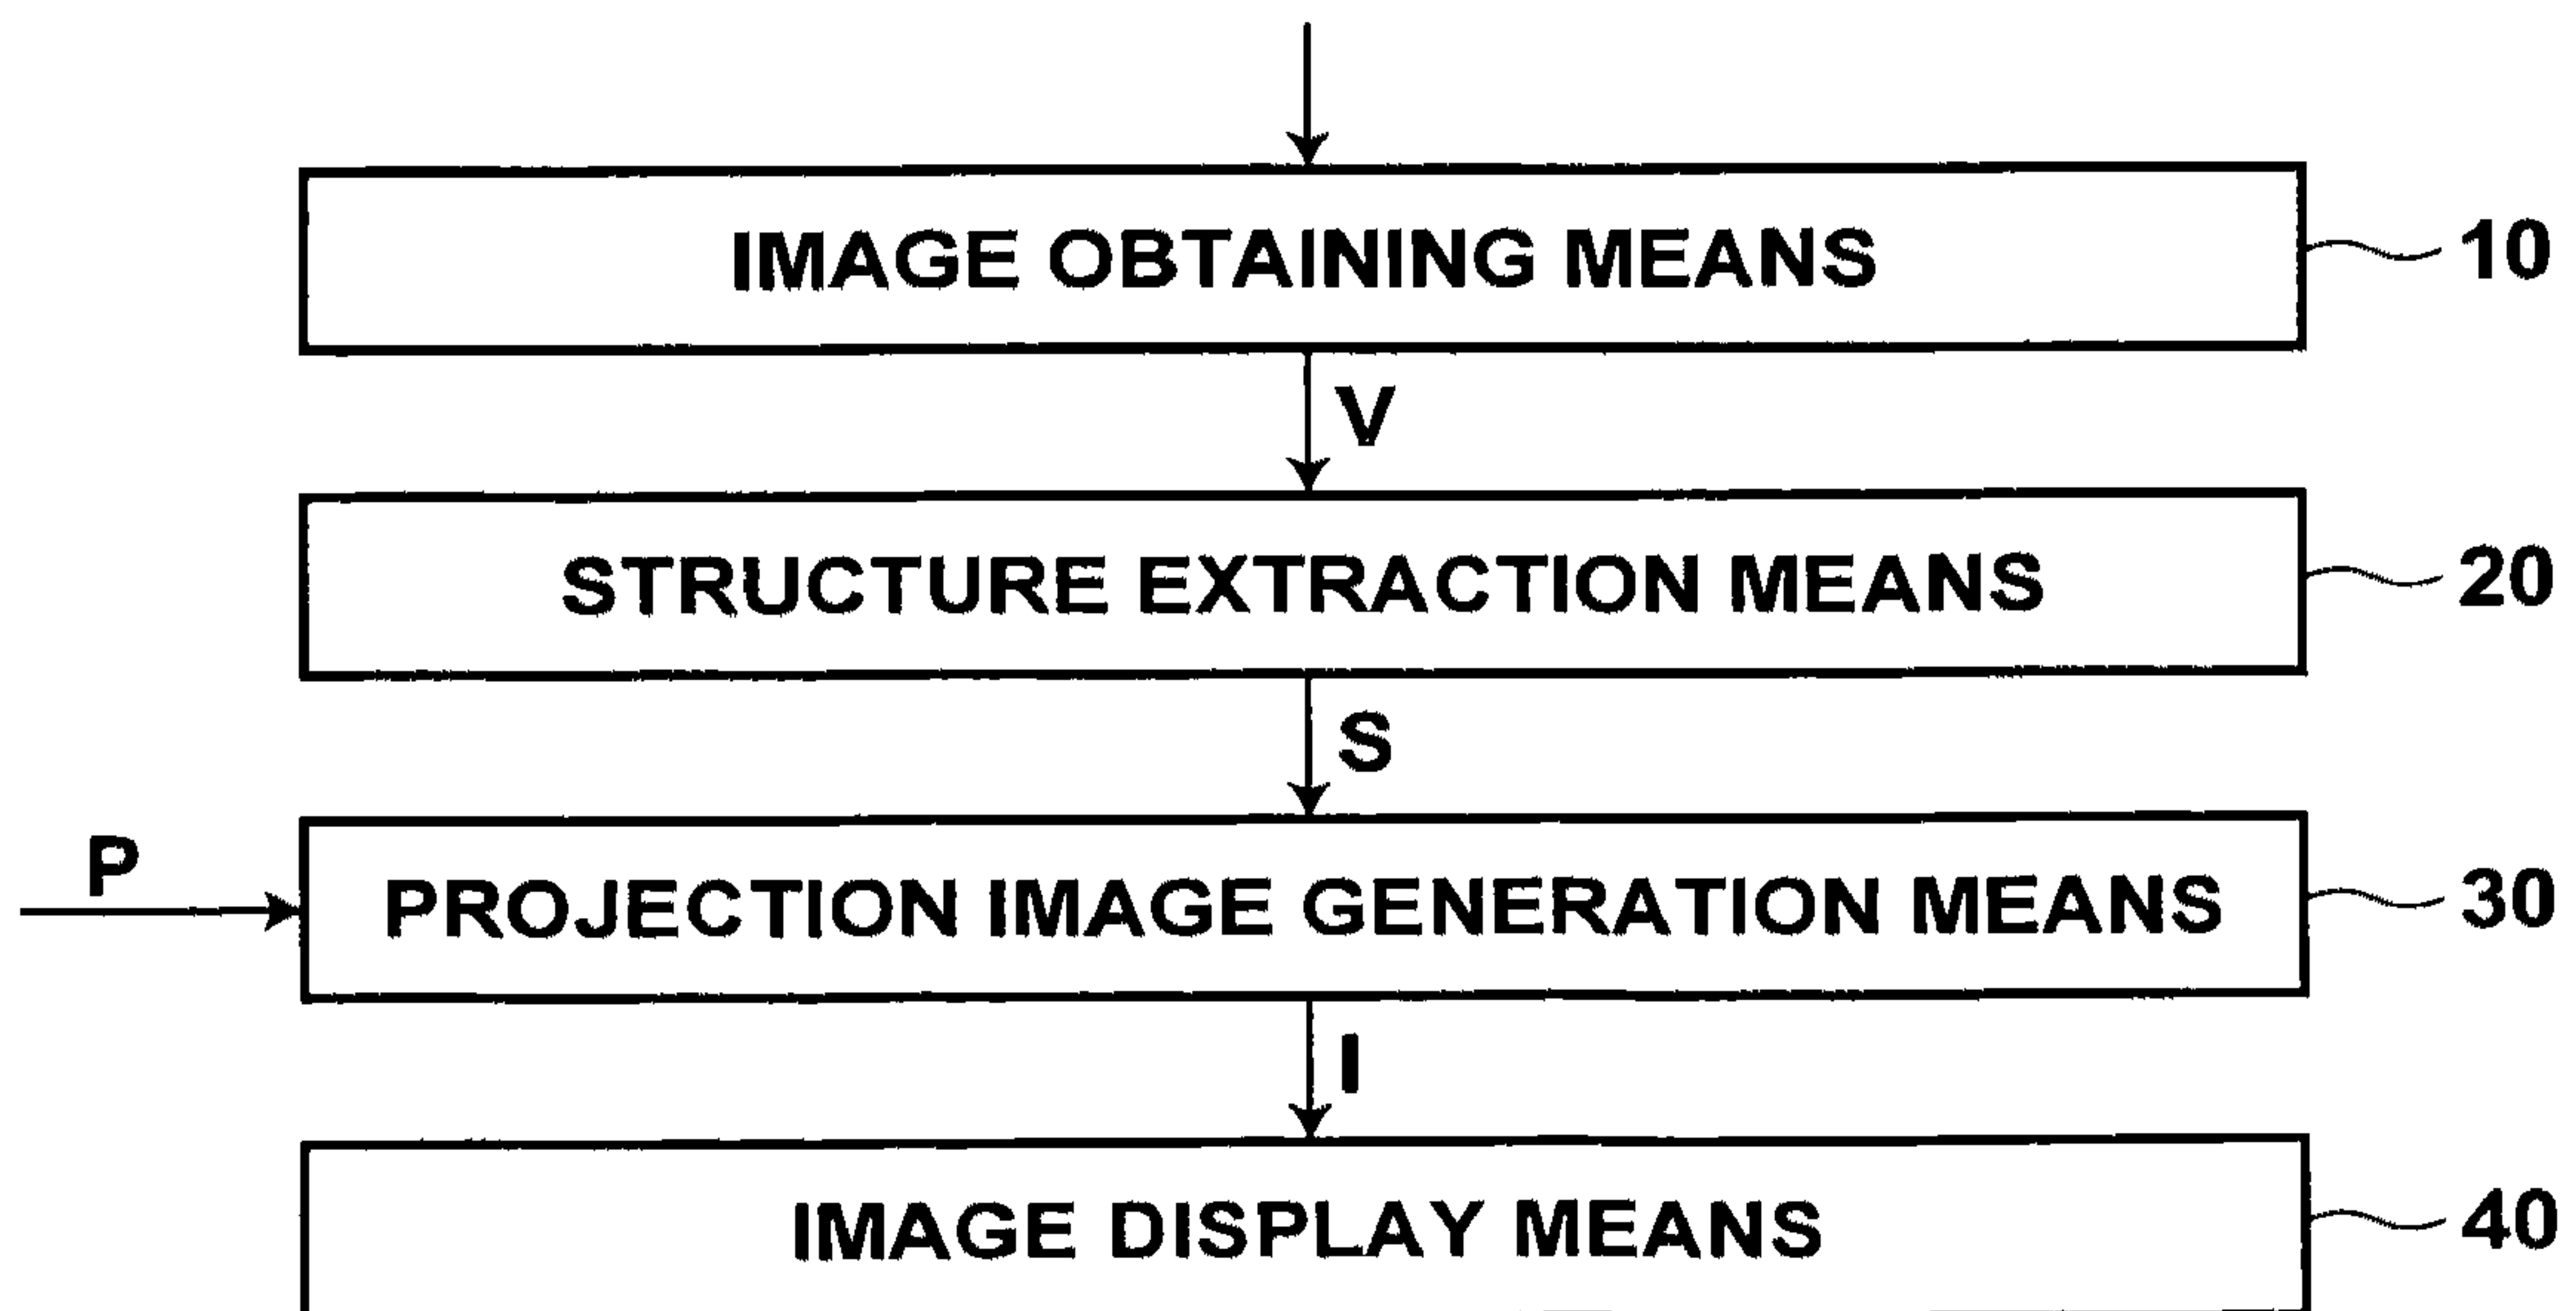 IMAGE OBTAINING MEANS 10
V
STRUCTURE EXTRACTION MEANS 20
S
P
PROJECTION IMAGE GENERATION MEANS 30
I
IMAGE DISPLAY MEANS 40